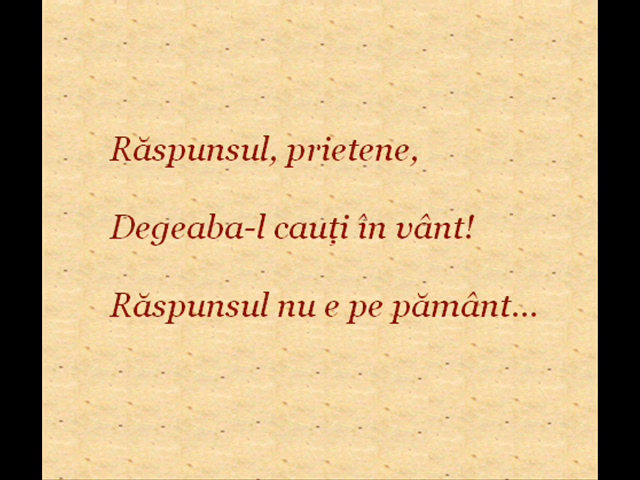 Răspunsul, prietene,
Degeaba-l cauți în vânt!
Răspunsul nu e pe pământ...